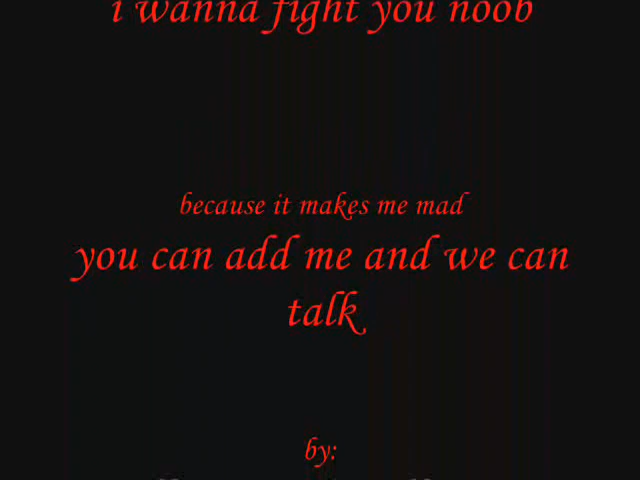 i wanna fight you noob
because it makes me mad
you can add me and we can
talk
by: